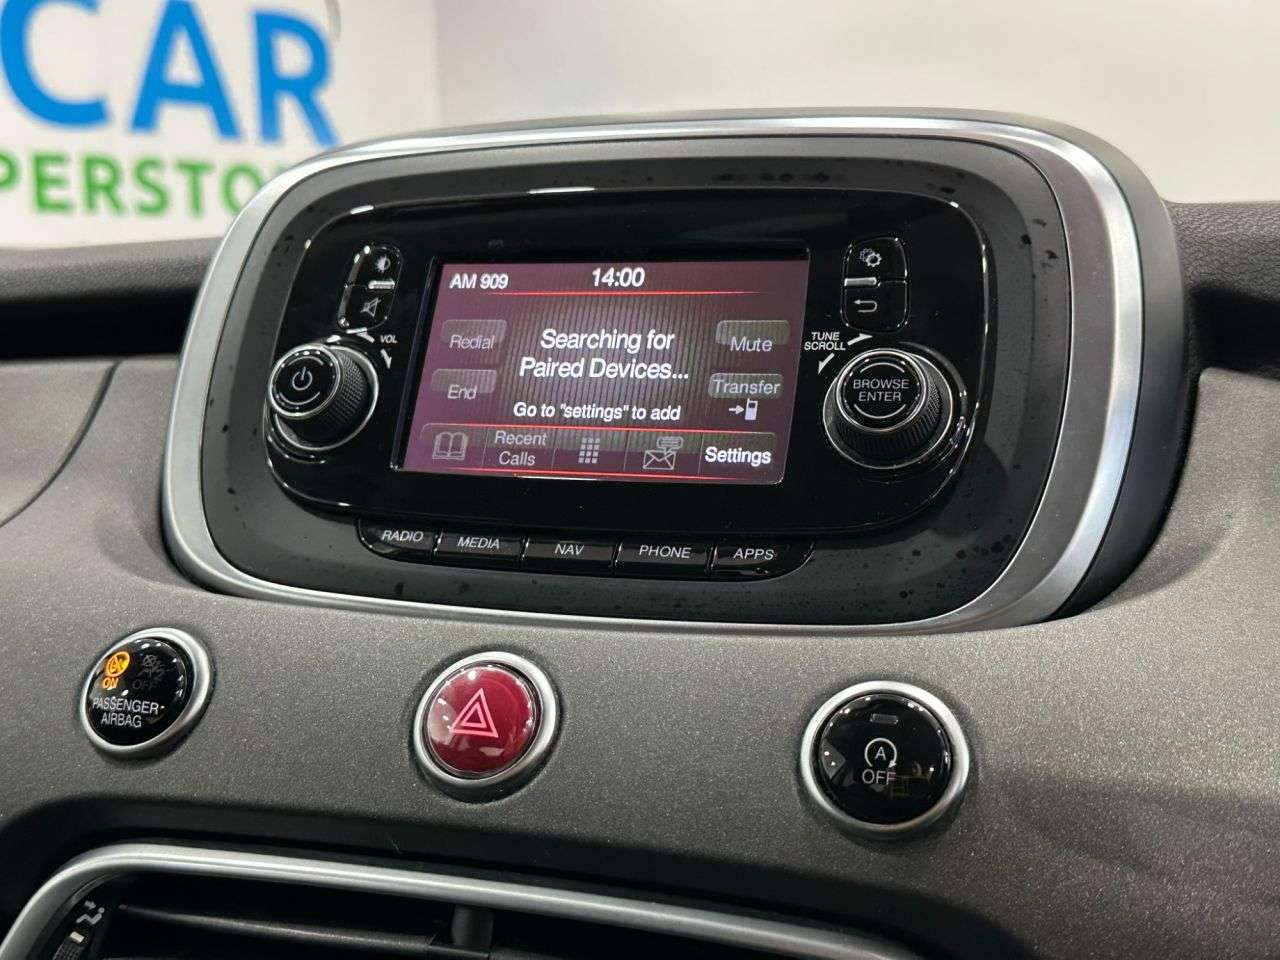 CAR
PERSTO
AM 909
14:00
VOL
Redial
Searching for
Paired Devices...
Mute
TUNE
SCROLL
End
Transfer
BROWSE
ENTER
Go to "settings" to add
Recent
Calls
Settings
RADIO
MEDIA
NAV
PHONE
APPS
ON
OFF
PASSENGER
AIRBAG
A
OFF